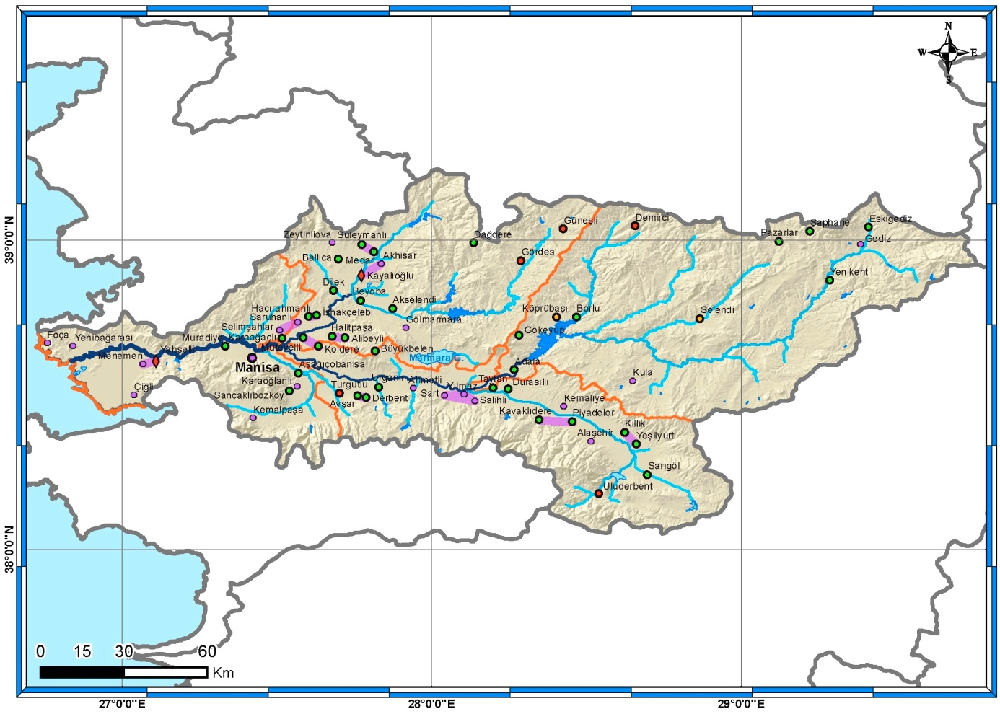 N
W E
S
39°0'0"N
38°0'0"N
Zeytinliova
Süleymanlı
Dağdere
Güneşli
Demirci
Pazarlar
Şaphane
Eskigediz
Gediz
Ballıca
Medar
Akhisar
Gördes
Kayalıoğlu
Yenikent
Dilek
Beyoba
Akselendi
Hacırahmanlı
İshakçelebi
Saruhanlı
Gölmarmara
Köprübaşı
Borlu
Selendi
Selimşahlar
Halitpaşa
Gökeyüp
Foça
Yenibağarası
Muradiye
Karaağaçlı
Alibeyli
Mütevelli
Koldere
Büyükbelen
Menemen
Yahşelli
Marmara G.
Manisa
Aşağıçobanisa
Adala
Kula
Karaoğlanlı
Turgutlu
Urganlı
Ahmetli
Yılmaz
Taytan
Durasıllı
Çiğli
Sancaklıbozköy
Avşar
Derbent
Sart
Salihli
Kemaliye
Kemalpaşa
Kavaklıdere
Piyadeler
Alaşehir
Killik
Yeşilyurt
Sarıgöl
Uluderbent
0 15 30 60
Km
27°0'0"E 28°0'0"E 29°0'0"E